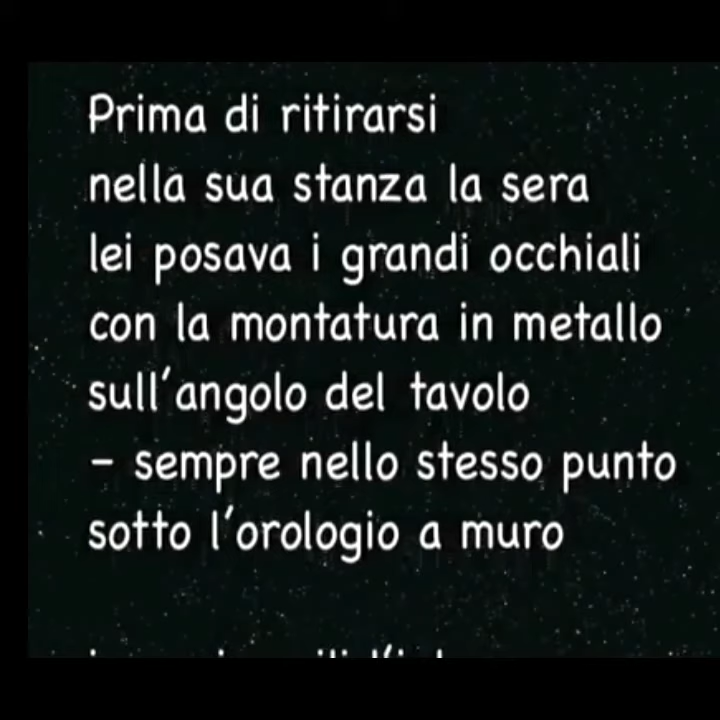 Prima di ritirarsi
nella sua stanza la sera
lei posava i grandi occhiali
con la montatura in metallo
sull'angolo del tavolo
– sempre nello stesso punto
sotto l'orologio a muro